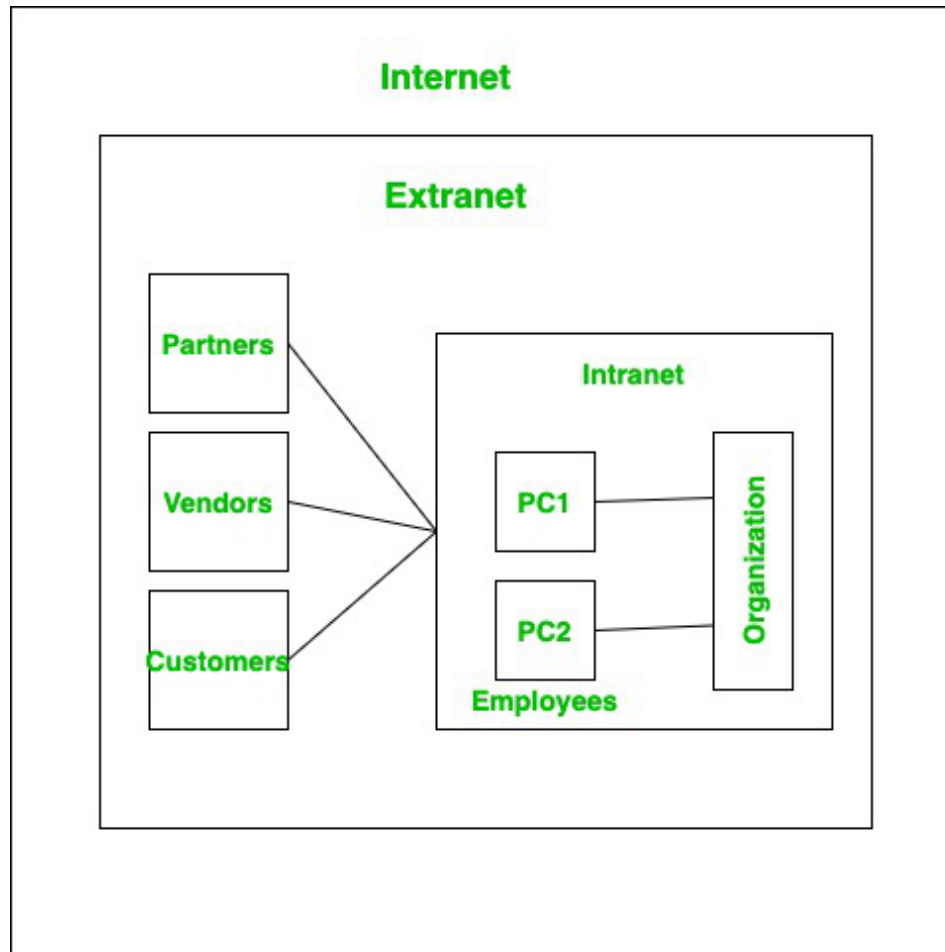 Internet
Extranet
Partners
Vendors
Customers
Intranet
PC1
PC2
Employees
Organization